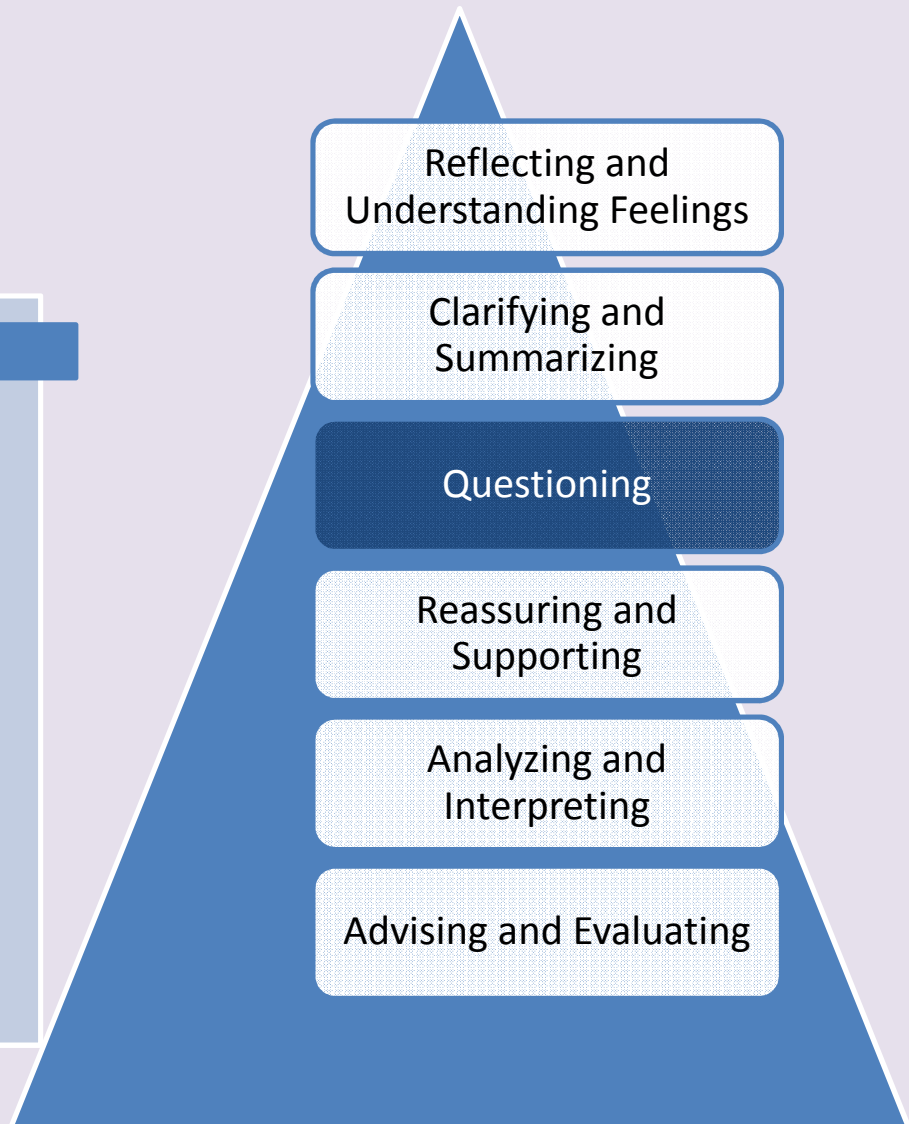 Reflecting and
Understanding Feelings
Clarifying and
Summarizing
Questioning
Reassuring and
Supporting
Analyzing and
Interpreting
Advising and Evaluating